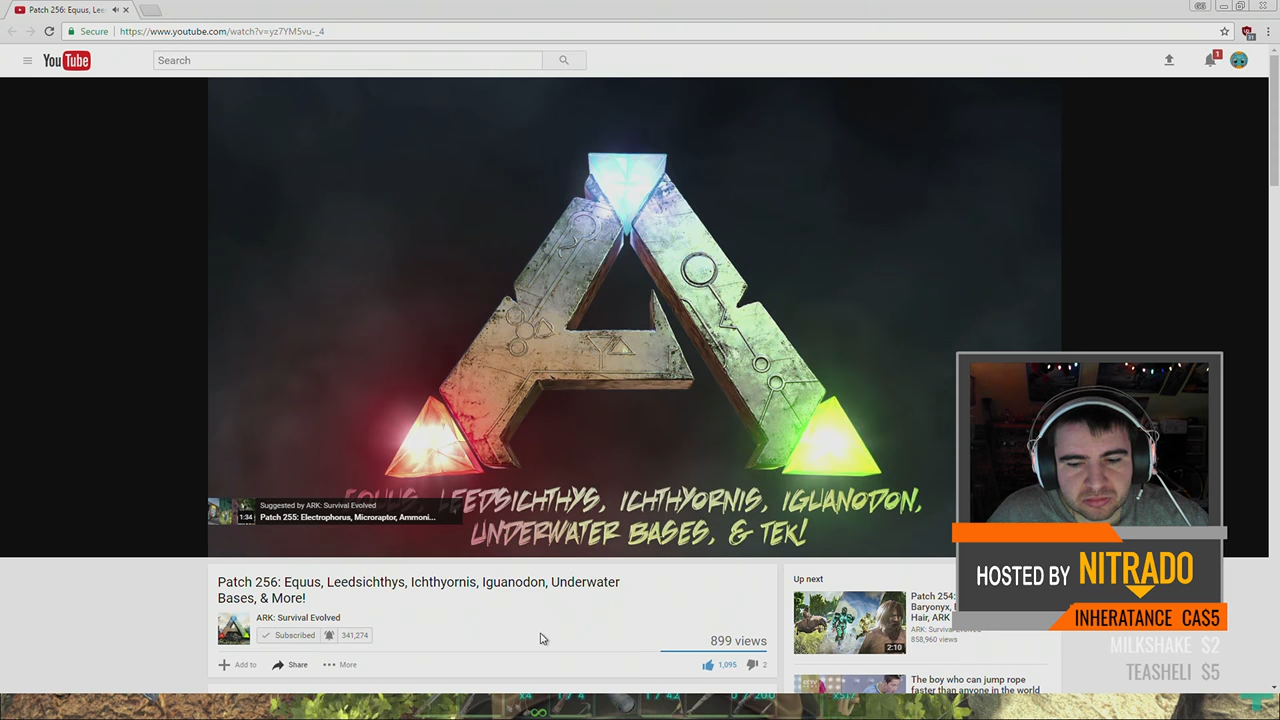 Patch 256: Equus, Lee
Secure https://www.youtube.com/watch?v=yz7YM5vu-_4
YouTube
Search
1
EQUUS, LEEDSICHTHYS, ICHTHYORNIS, IGUANODON,
UNDERWATER BASES, & TEK!
Suggested by ARK: Survival Evolved
1:34
Patch 255: Electrophorus, Microraptor, Ammoni...
Patch 256: Equus, Leedsichthys, Ichthyornis, Iguanodon, Underwater
Bases, & More!
ARK: Survival Evolved
Subscribed 341,274
899 views
Add to Share More
1,095 2
Up next
Patch 254:
Baryonyx,
Hair, ARK
ARK: Survival
858,960 views
2:10
The boy who can jump rope
faster than anyone in the world
HOSTED BY NITRADO
INHERATANCE CAS5
MILKSHAKE S2
TEASHELI S5